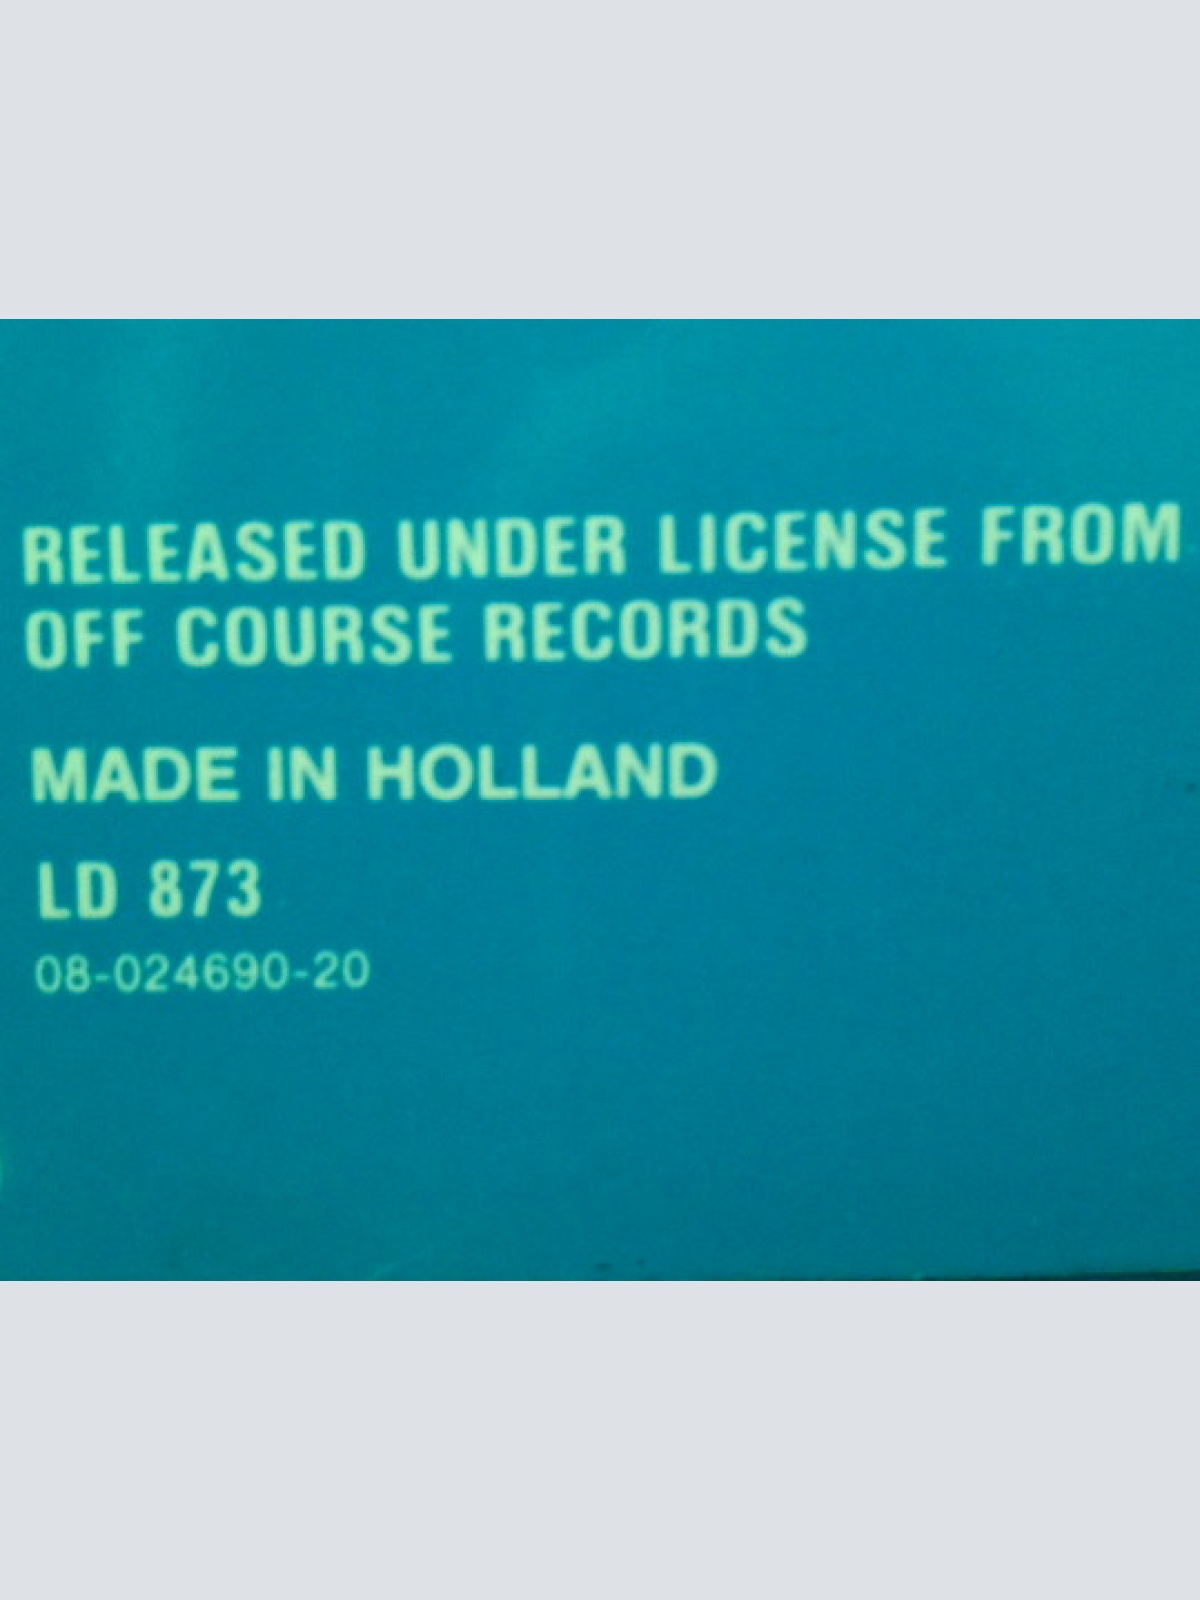 RELEASED UNDER LICENSE FROM
OFF COURSE RECORDS
MADE IN HOLLAND
LD 873
08-024690-20